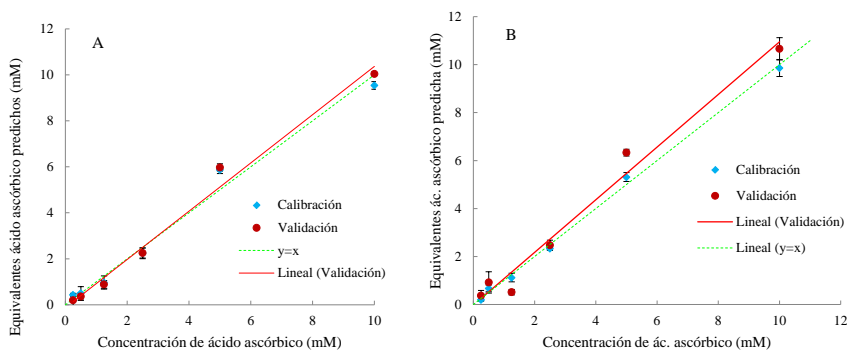 A
Equivalentes ácido ascórbico predichos (mM)
12
10
8
6
4
2
0
0 2 4 6 8 10
Concentración de ácido ascórbico (mM)
Calibración
Validación
y=x
Lineal (Validación)
B
Equivalentes ác. ascórbico predicha (mM)
12
10
8
6
4
2
0
0 2 4 6 8 10 12
Concentración de ác. ascórbico (mM)
Calibración
Validación
Lineal (Validación)
Lineal (y=x)